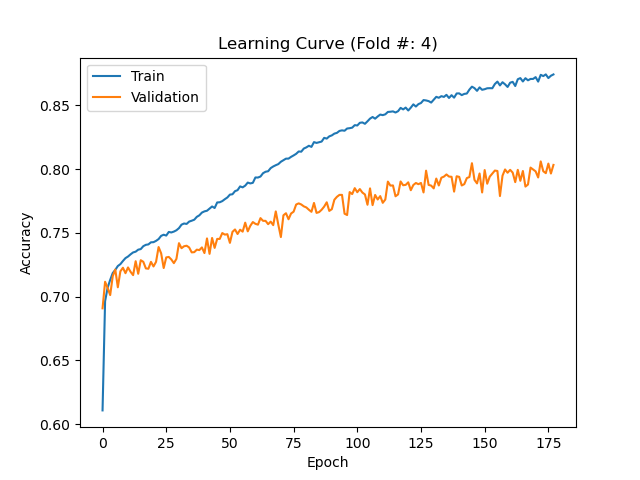 Learning Curve (Fold #: 4)
Train
Validation
0.85
0.80
0.75
0.70
0.65
0.60
Accuracy
0 25 50 75 100 125 150 175
Epoch